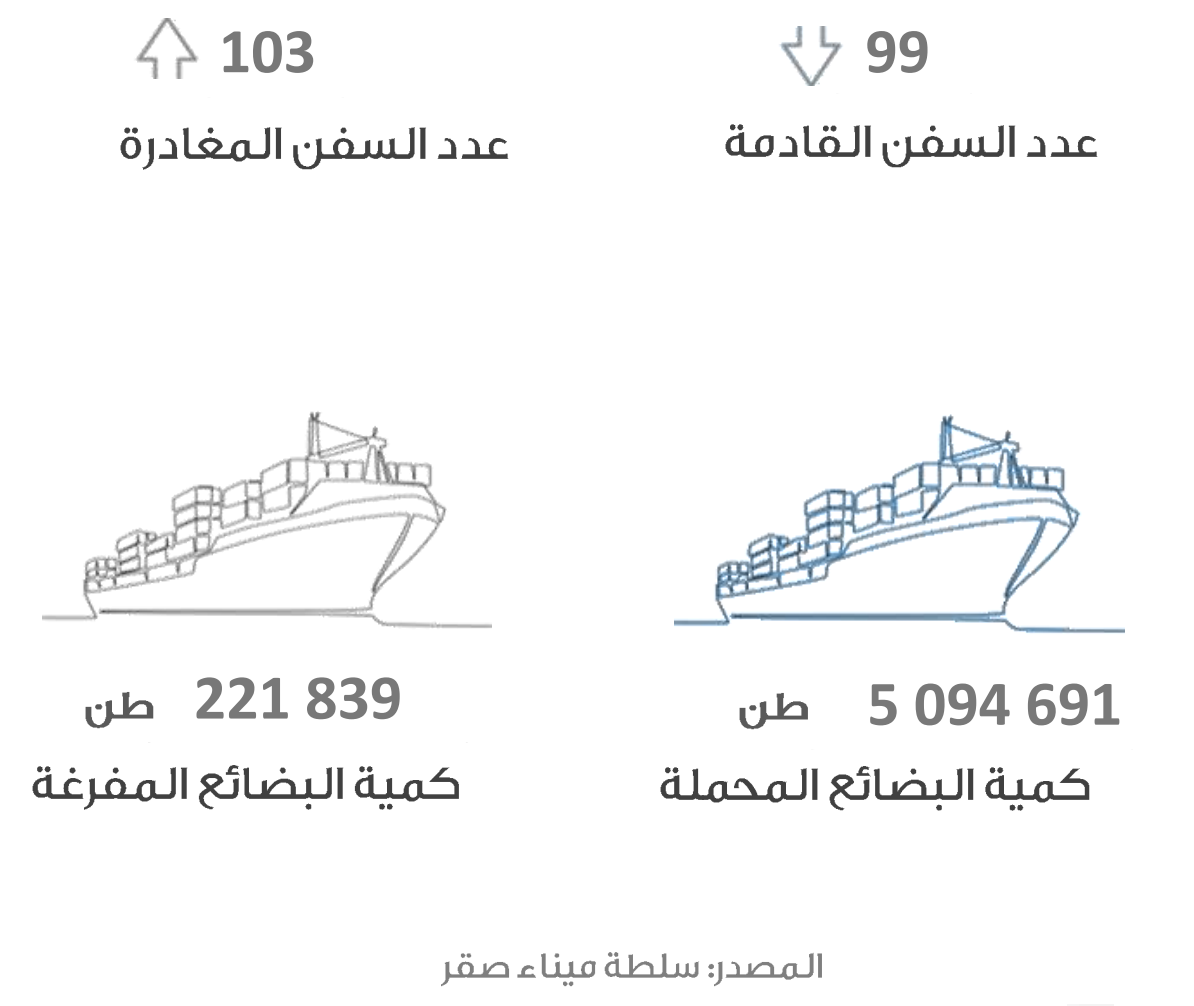 99
عدد السفن القادمة
103
عدد السفن المغادرة
5 094 691 طن
كمية البضائع المحملة
221 839 طن
كمية البضائع المفرغة
المصدر: سلطة ميناء صقر